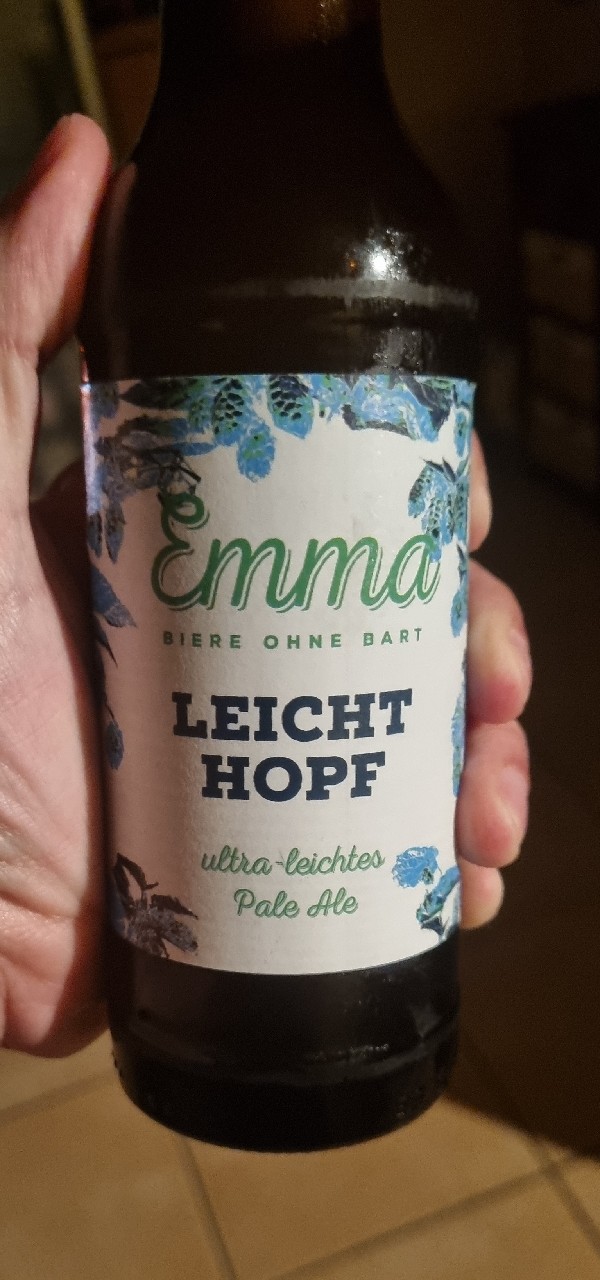 Emma
BIERE OHNE BART
LEICHT
HOPF
ultra-leichtes
Pale Ale